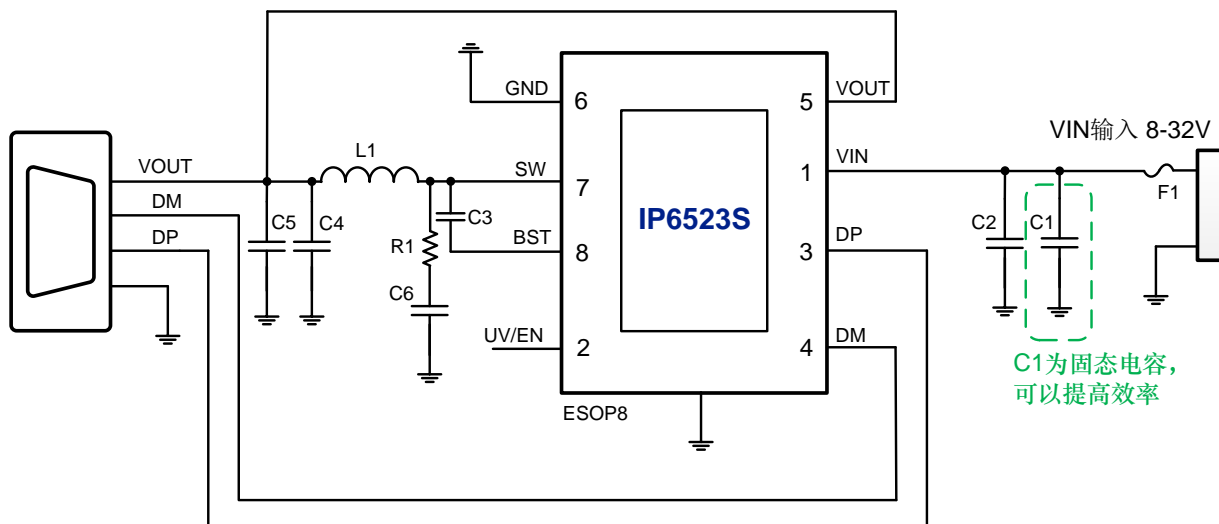 GND
6
5
VOUT
VIN输入 8-32V
VOUT
L1
SW
7
1
VIN
F1
DM
C5
C4
C3
IP6523S
C2
C1
DP
R1
BST
8
3
DP
C6
UV/EN
2
4
DM
C1为固态电容,
可以提高效率
ESOP8